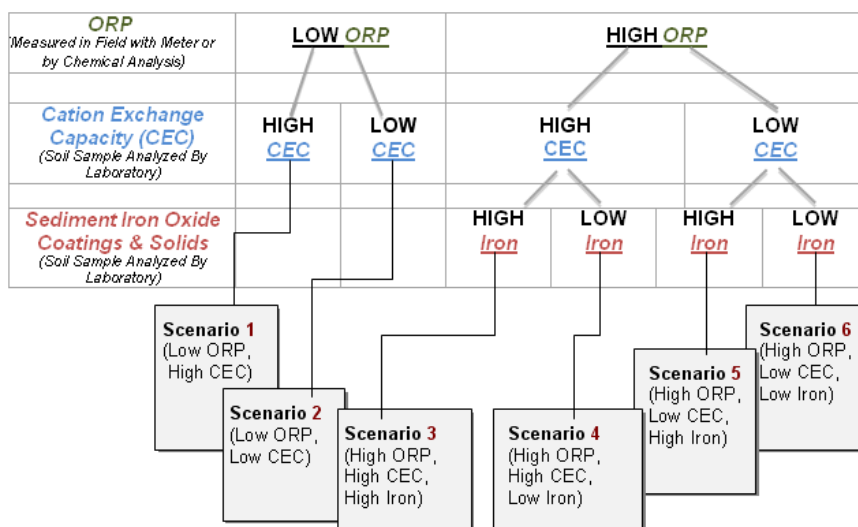 ORP
(Measured in Field with Meter or
by Chemical Analysis)
LOW ORP
HIGH ORP
Cation Exchange
Capacity (CEC)
(Soil Sample Analyzed By
Laboratory)
HIGH
CEC
LOW
CEC
HIGH
CEC
LOW
CEC
Sediment Iron Oxide
Coatings & Solids
(Soil Sample Analyzed By
Laboratory)
HIGH
Iron
LOW
Iron
HIGH
Iron
LOW
Iron
Scenario 1
(Low ORP,
High CEC)
Scenario 2
(Low ORP,
Low CEC)
Scenario 3
(High ORP,
High CEC,
High Iron)
Scenario 4
(High ORP,
High CEC,
Low Iron)
Scenario 5
(High ORP,
Low CEC,
High Iron)
Scenario 6
(High ORP,
Low CEC,
Low Iron)